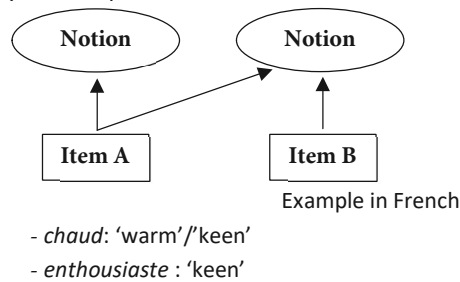 Notion Notion
Item A Item B
Example in French
- chaud: ‘warm’/’keen’
- enthousiaste : ‘keen’